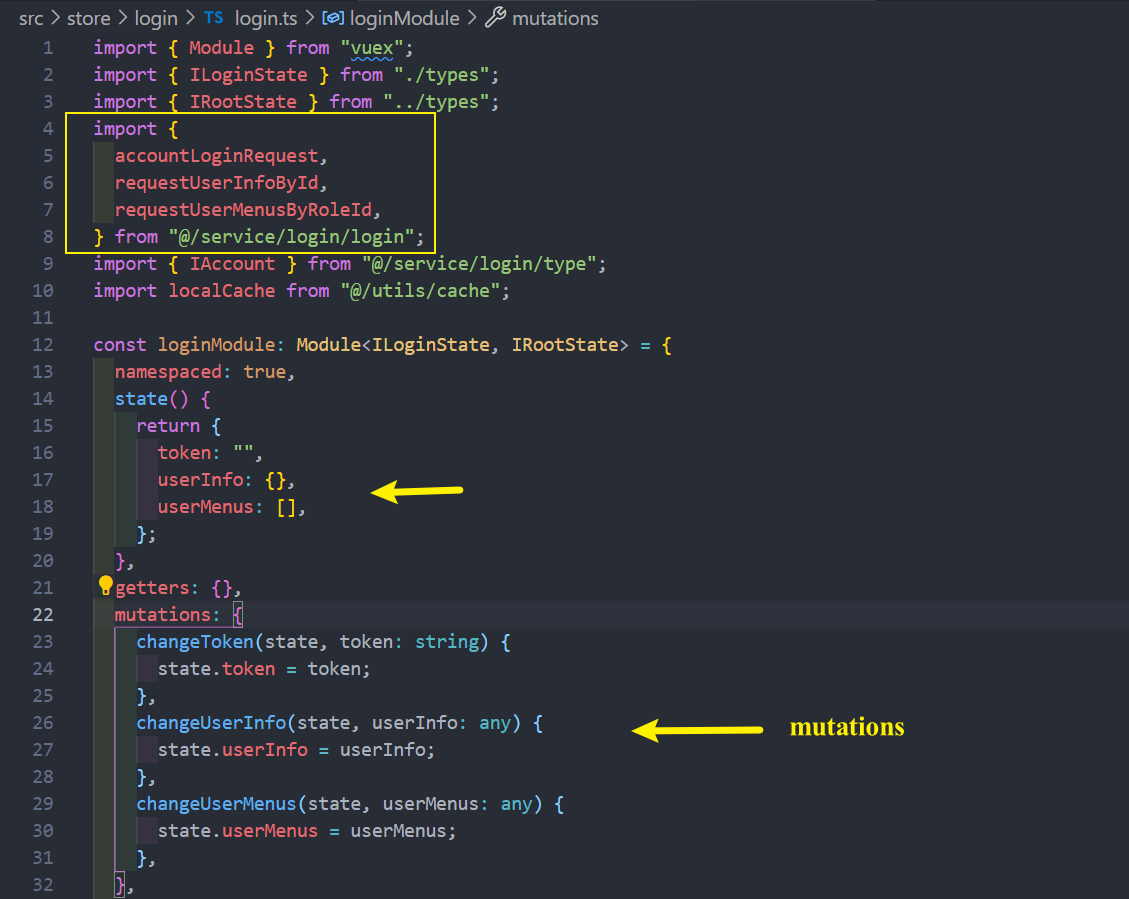 src > store > login > TS login.ts > loginModule > mutations
1 import { Module } from "vuex";
2 import { ILoginState } from "./types";
3 import { IRootState } from "../types";
4 import {
5   accountLoginRequest,
6   requestUserInfoById,
7   requestUserMenusByRoleId,
8 } from "@/service/login/login";
9 import { IAccount } from "@/service/login/type";
10 import localCache from "@/utils/cache";
11
12 const loginModule: Module<ILoginState, IRootState> = {
13   namespaced: true,
14   state() {
15     return {
16       token: "",
17       userInfo: {},
18       userMenus: [],
19     };
20   },
21   getters: {},
22   mutations: {
23     changeToken(state, token: string) {
24       state.token = token;
25     },
26     changeUserInfo(state, userInfo: any) {
mutations
27       state.userInfo = userInfo;
28     },
29     changeUserMenus(state, userMenus: any) {
30       state.userMenus = userMenus;
31     },
32   },